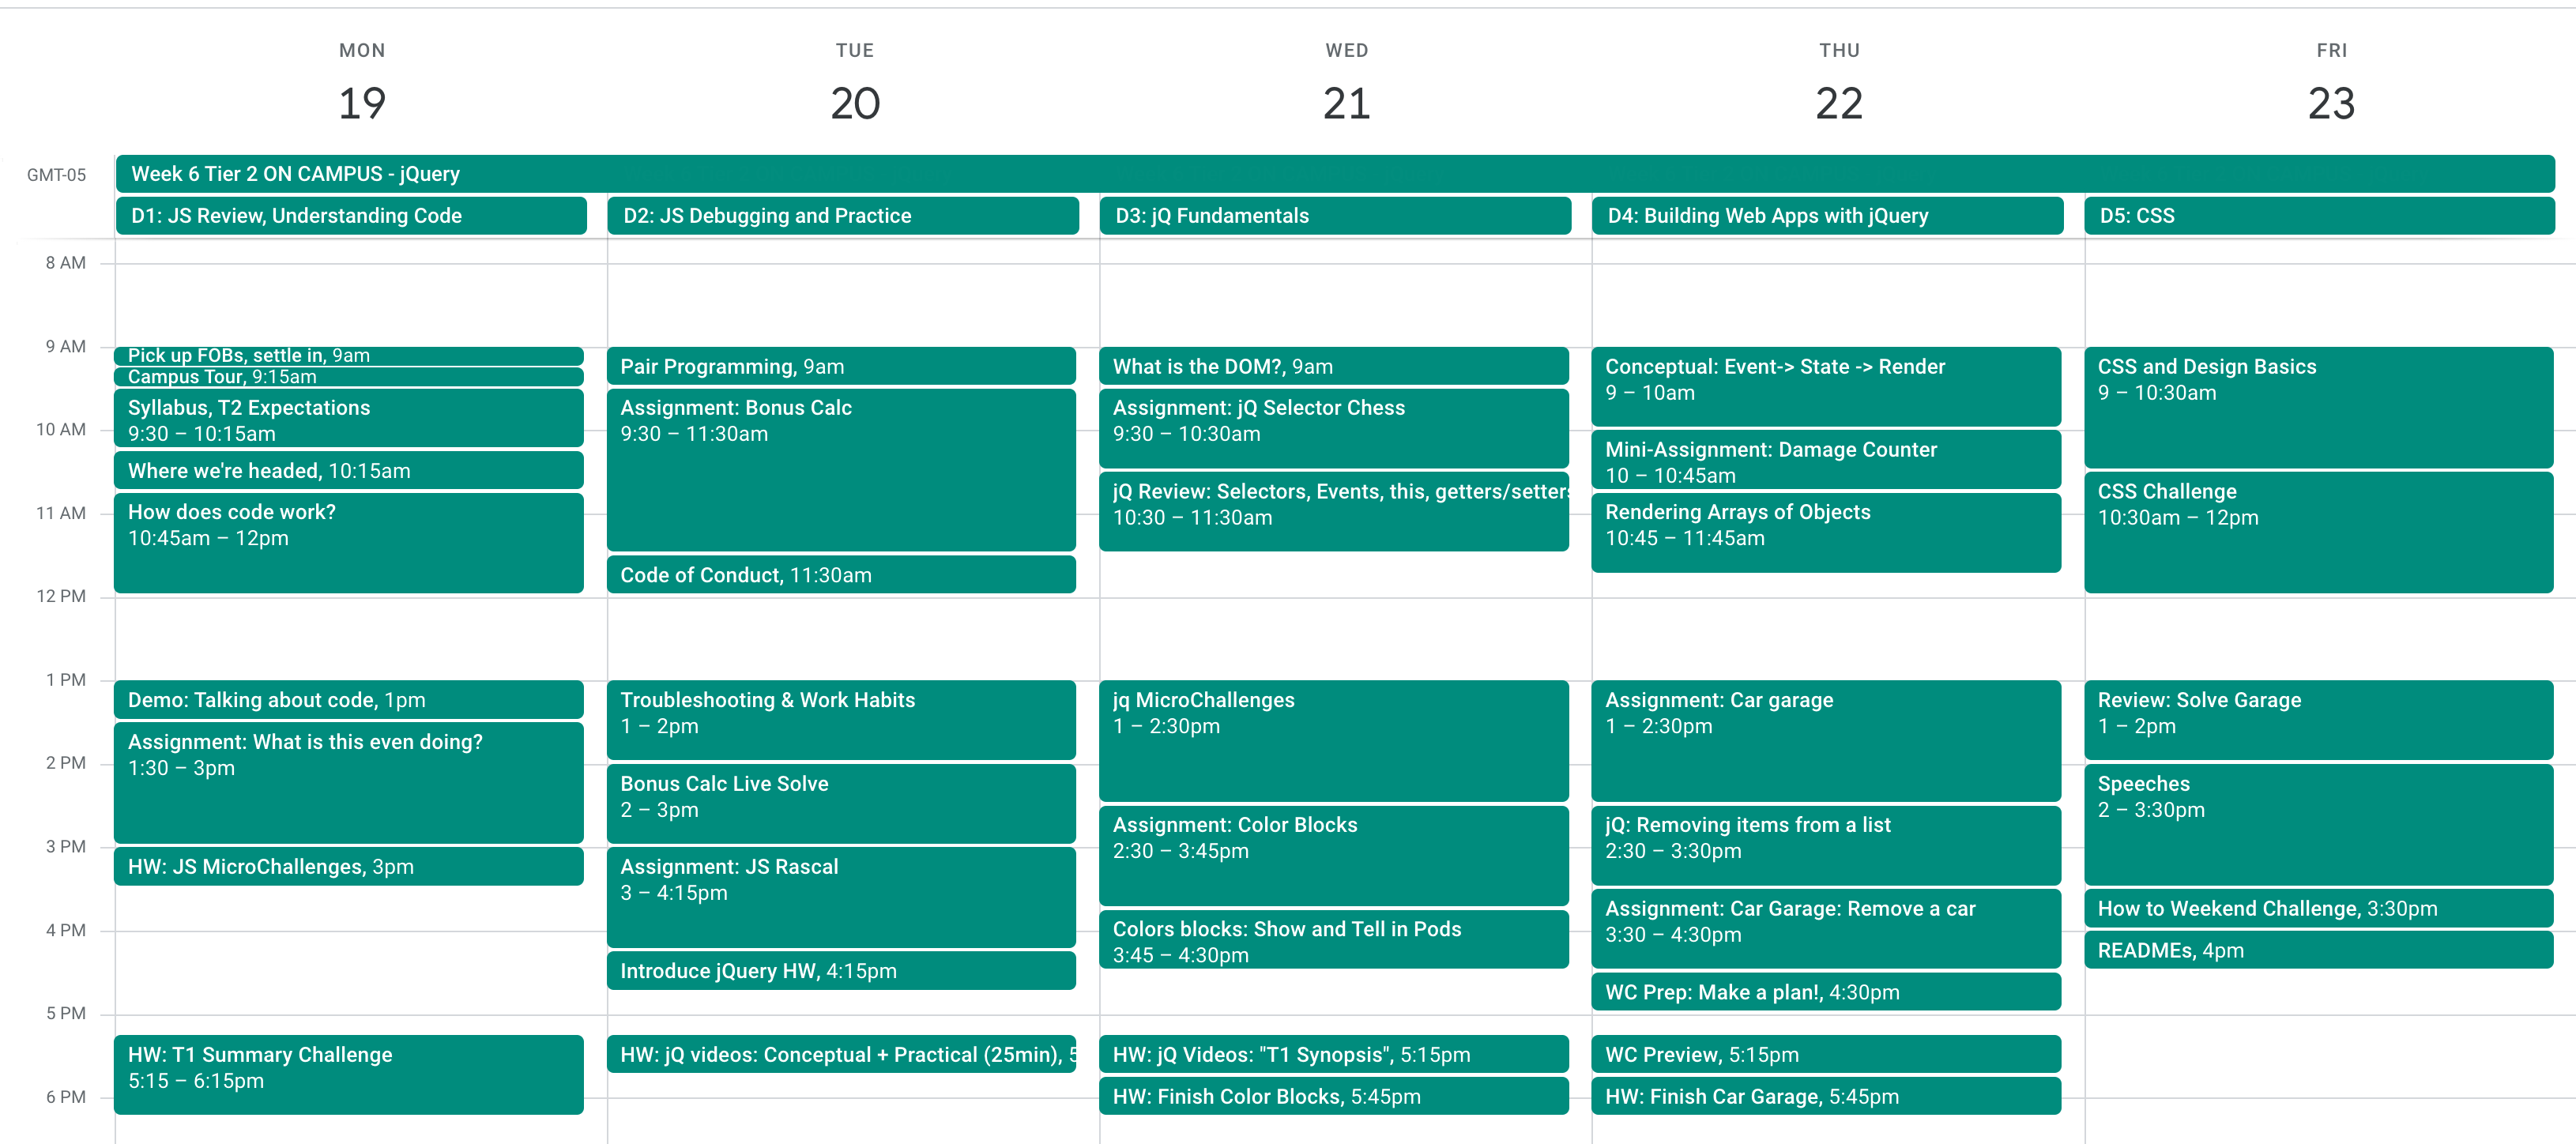 MON
19
TUE
20
WED
21
THU
22
FRI
23
GMT-05
Week 6 Tier 2 ON CAMPUS - jQuery
D1: JS Review, Understanding Code
D2: JS Debugging and Practice
D3: jQ Fundamentals
D4: Building Web Apps with jQuery
D5: CSS
8 AM
9 AM
10 AM
11 AM
12 PM
1 PM
2 PM
3 PM
4 PM
5 PM
6 PM
Pick up FOBs, settle in, 9am
Campus Tour, 9:15am
Syllabus, T2 Expectations
9:30 – 10:15am
Where we're headed, 10:15am
How does code work?
10:45am – 12pm
Demo: Talking about code, 1pm
Assignment: What is this even doing?
1:30 – 3pm
HW: JS MicroChallenges, 3pm
HW: T1 Summary Challenge
5:15 – 6:15pm
Pair Programming, 9am
Assignment: Bonus Calc
9:30 – 11:30am
Code of Conduct, 11:30am
Troubleshooting & Work Habits
1 – 2pm
Bonus Calc Live Solve
2 – 3pm
Assignment: JS Rascal
3 – 4:15pm
Introduce jQuery HW, 4:15pm
HW: jQ videos: Conceptual + Practical (25min), 5
What is the DOM?, 9am
Assignment: jQ Selector Chess
9:30 – 10:30am
jQ Review: Selectors, Events, this, getters/setters
10:30 – 11:30am
jq MicroChallenges
1 – 2:30pm
Assignment: Color Blocks
2:30 – 3:45pm
Colors blocks: Show and Tell in Pods
3:45 – 4:30pm
HW: jQ Videos: "T1 Synopsis", 5:15pm
HW: Finish Color Blocks, 5:45pm
Conceptual: Event-> State -> Render
9 – 10am
Mini-Assignment: Damage Counter
10 – 10:45am
Rendering Arrays of Objects
10:45 – 11:45am
Assignment: Car garage
1 – 2:30pm
jQ: Removing items from a list
2:30 – 3:30pm
Assignment: Car Garage: Remove a car
3:30 – 4:30pm
WC Prep: Make a plan!, 4:30pm
WC Preview, 5:15pm
HW: Finish Car Garage, 5:45pm
CSS and Design Basics
9 – 10:30am
CSS Challenge
10:30am – 12pm
Review: Solve Garage
1 – 2pm
Speeches
2 – 3:30pm
How to Weekend Challenge, 3:30pm
READMEs, 4pm